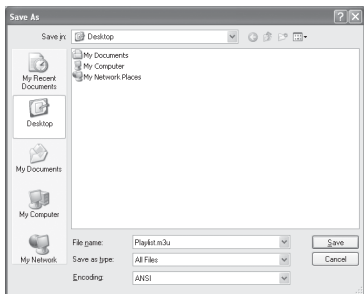 Save As
Save in: Desktop
My Documents
My Computer
My Network Places
My Recent
Documents
Desktop
My Documents
My Computer
My Network
File name: Playlist.m3u
Save
Save as type: All Files
Cancel
Encoding: ANSI